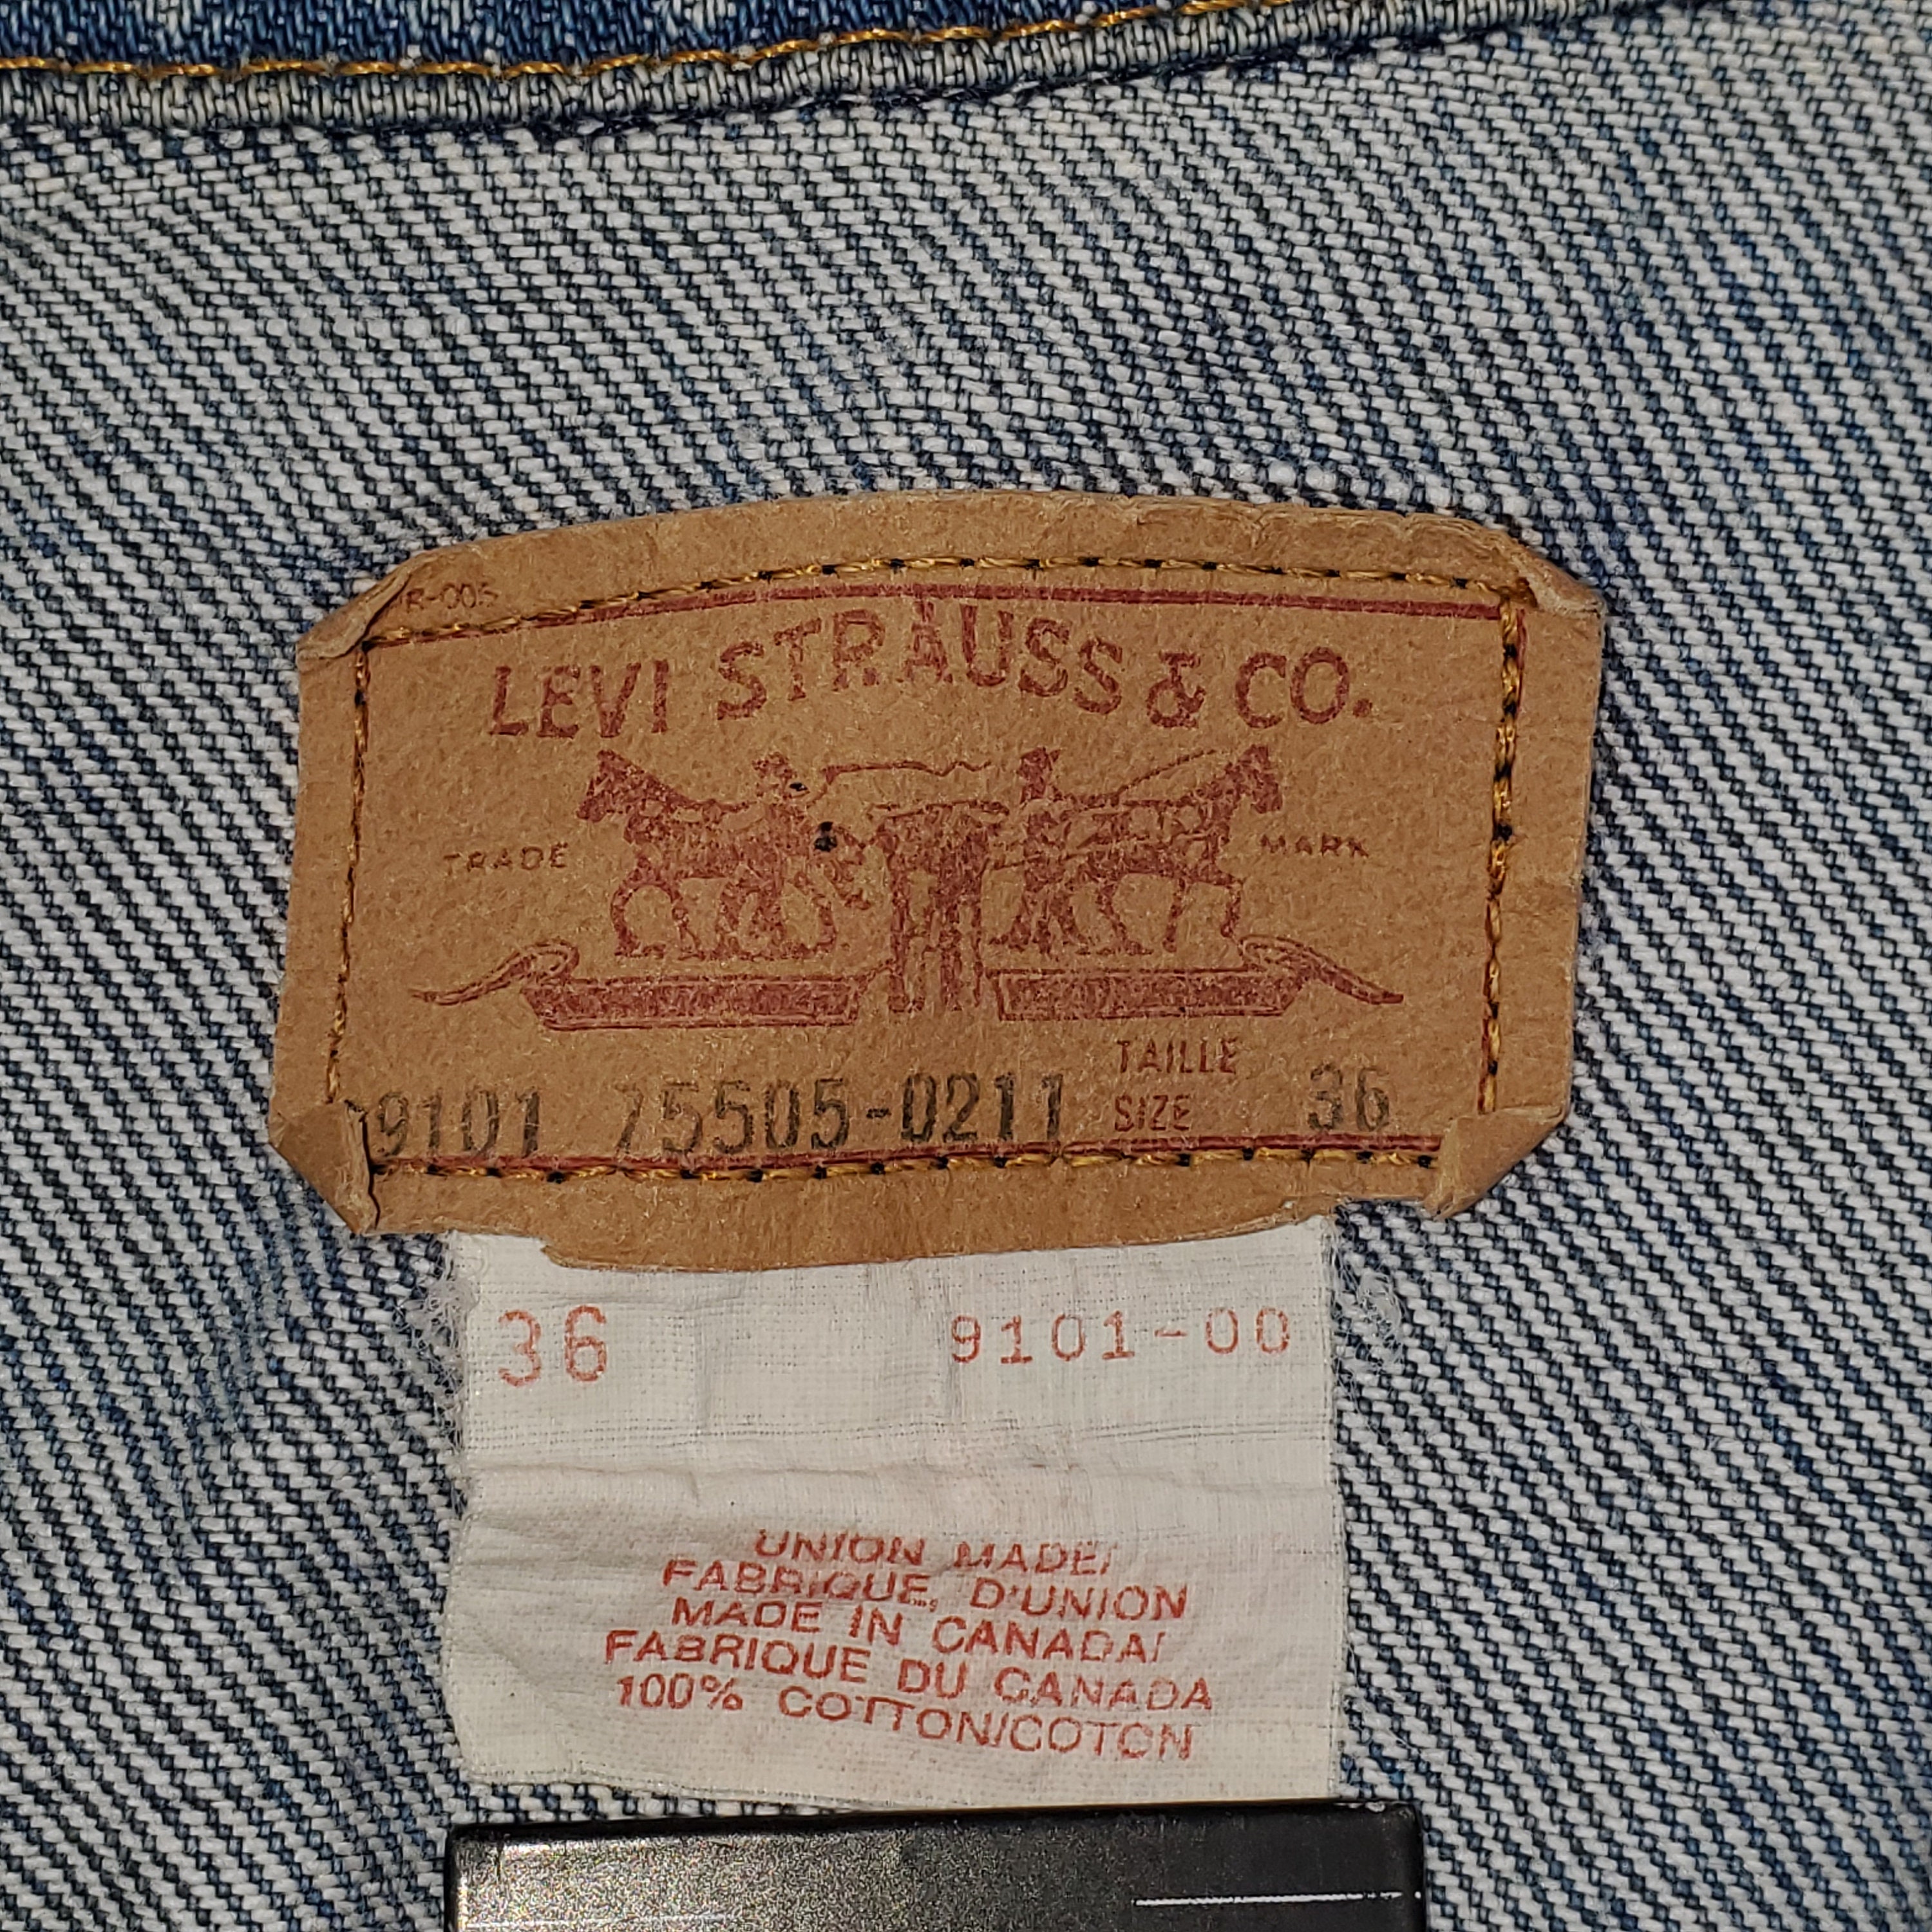 R-005
LEVI STRAUSS & CO.
TRADE MARK
TAILLE
9101 75505-0211 SIZE 36
36 9101-00
UNION MADE/
FABRIQUE, D'UNION
MADE IN CANADA/
FABRIQUE DU CANADA
100% COTTON/COTON